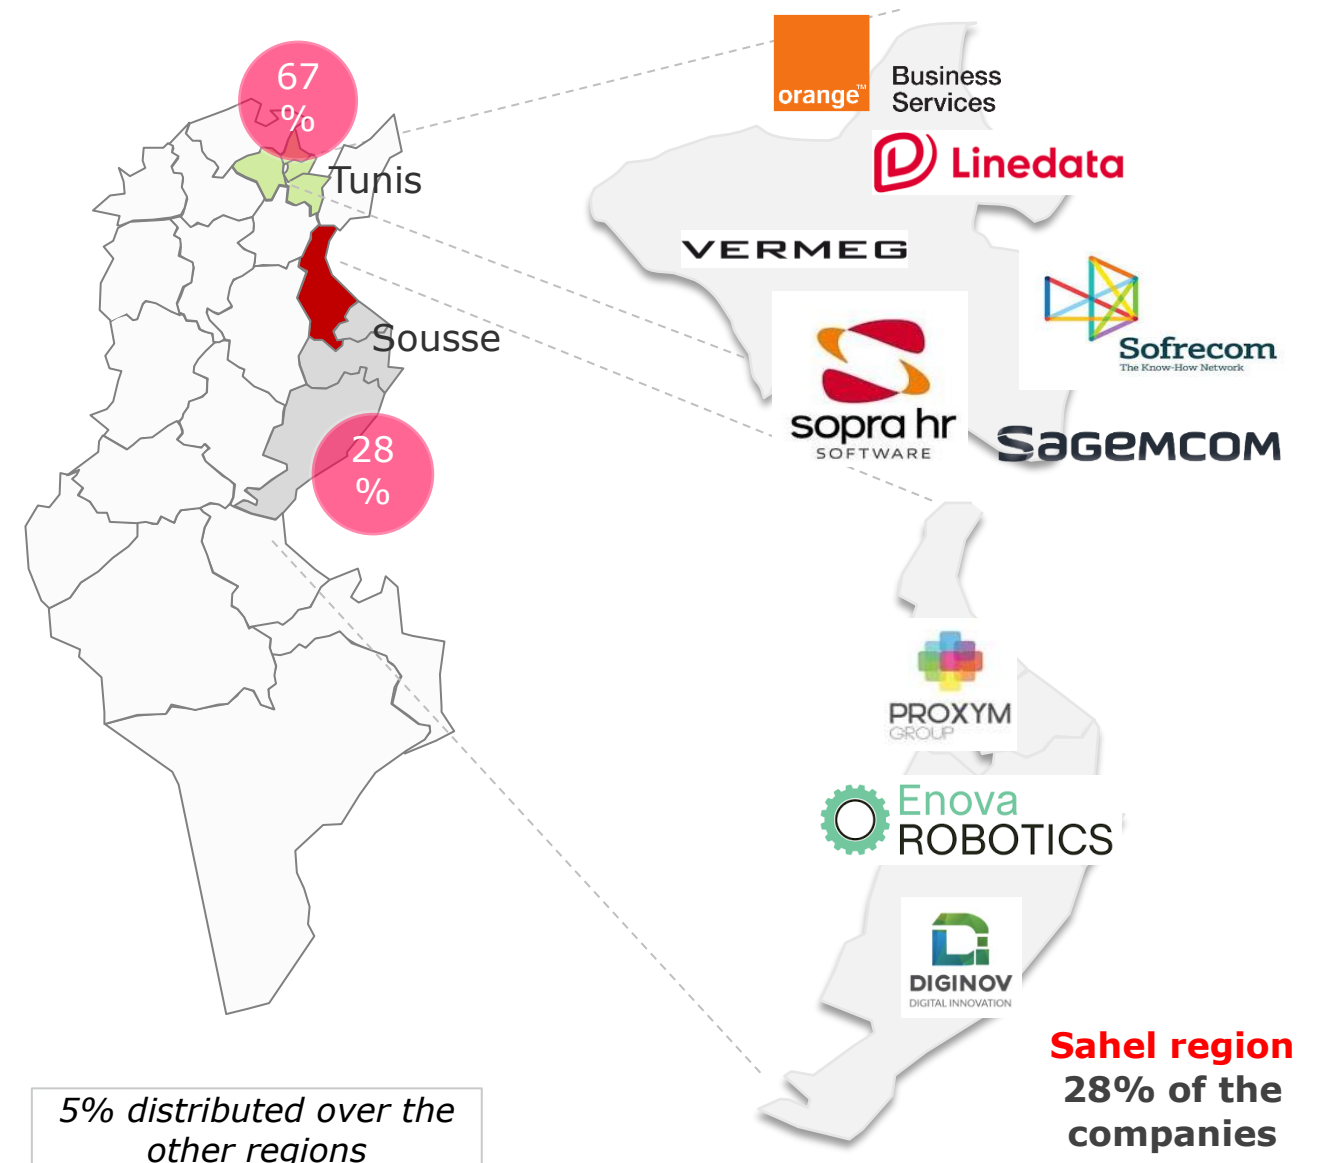 67
%
Tunis
Sousse
28
%
orange™
Business
Services
Linedata
VERMEG
Sofrecom
The Know-How Network
sopra hr
SOFTWARE
SAGEMCOM
PROXYM
GROUP
Enova
ROBOTICS
DIGINOV
DIGITAL INNOVATION
Sahel region
28% of the
companies
5% distributed over the
other regions